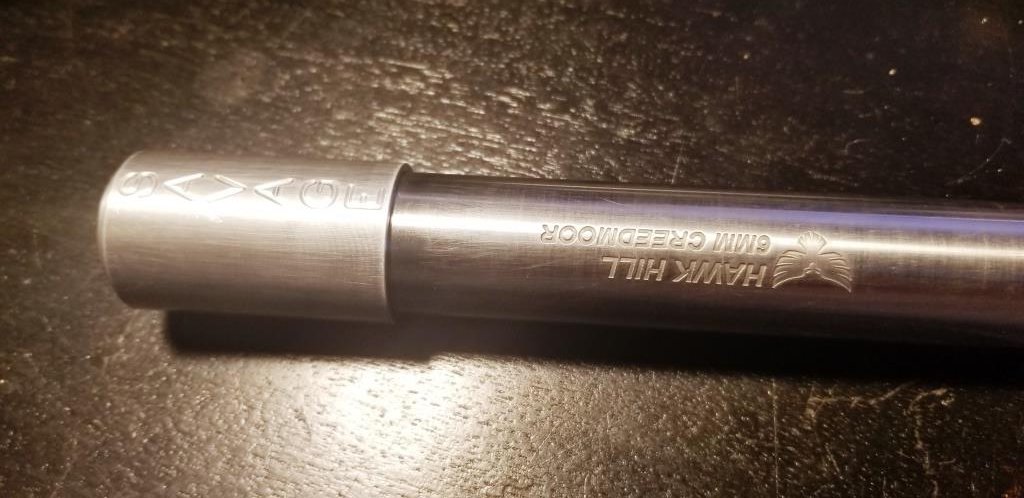 SAVAGE
HAWK HILL
6MM CREEDMOOR